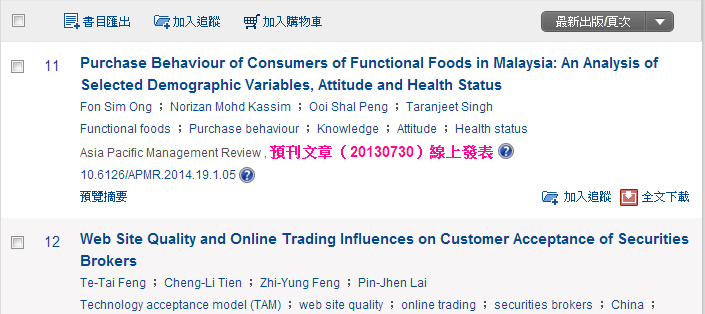 書目匯出 加入追蹤 加入購物車 最新出版/頁次
11 Purchase Behaviour of Consumers of Functional Foods in Malaysia: An Analysis of
Selected Demographic Variables, Attitude and Health Status
Fon Sim Ong ; Norizan Mohd Kassim ; Ooi Shal Peng ; Taranjeet Singh
Functional foods ; Purchase behaviour ; Knowledge ; Attitude ; Health status
Asia Pacific Management Review , 預刊文章（20130730）線上發表 ?
10.6126/APMR.2014.19.1.05 ?
預覽摘要 加入追蹤 全文下載
12 Web Site Quality and Online Trading Influences on Customer Acceptance of Securities
Brokers
Te-Tai Feng ; Cheng-Li Tien ; Zhi-Yung Feng ; Pin-Jhen Lai
Technology acceptance model (TAM) ; web site quality ; online trading ; securities brokers ; China ;